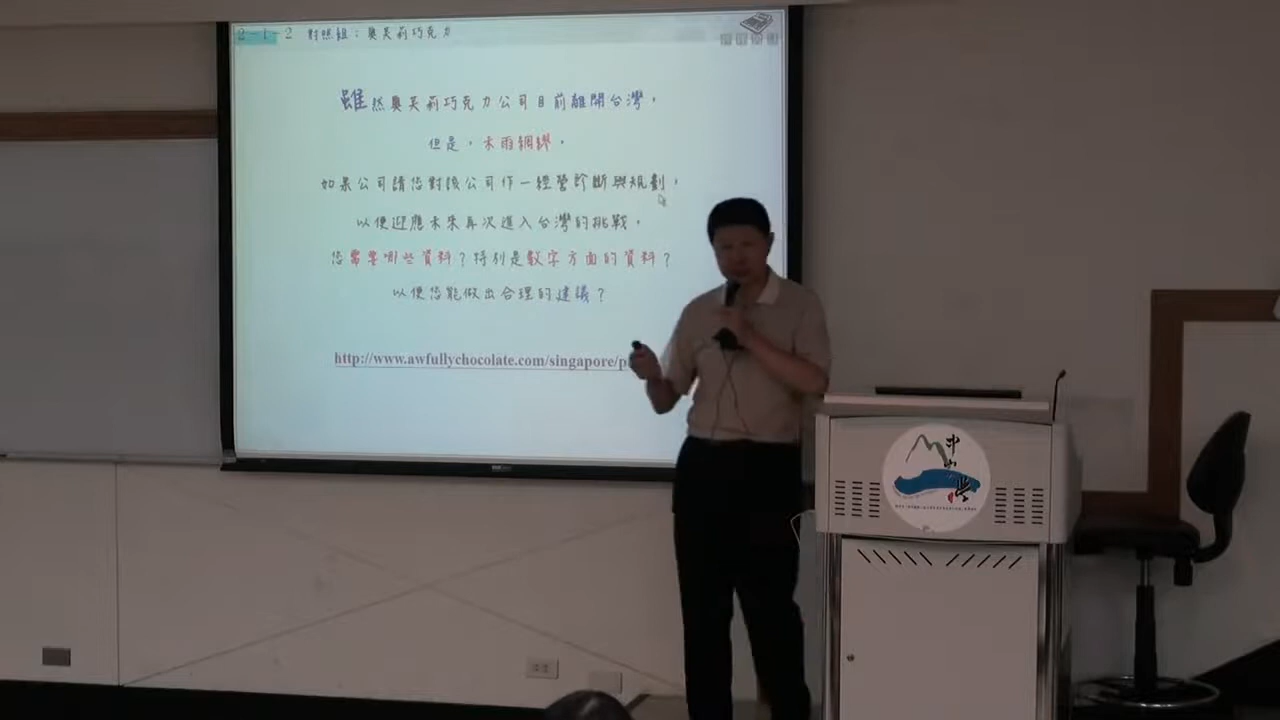 2-1-2 對照組：奧芙莉巧克力
雖然奧芙莉巧克力公司目前離開台灣，
但是，未雨綢繆，
如果公司請您對該公司作一經營診斷與規劃，
以便迎應未來再次進入台灣的挑戰，
您需要哪些資料？特別是數字方面的資料？
以便您能做出合理的建議？
http://www.awfullychocolate.com/singapore/p
中山學